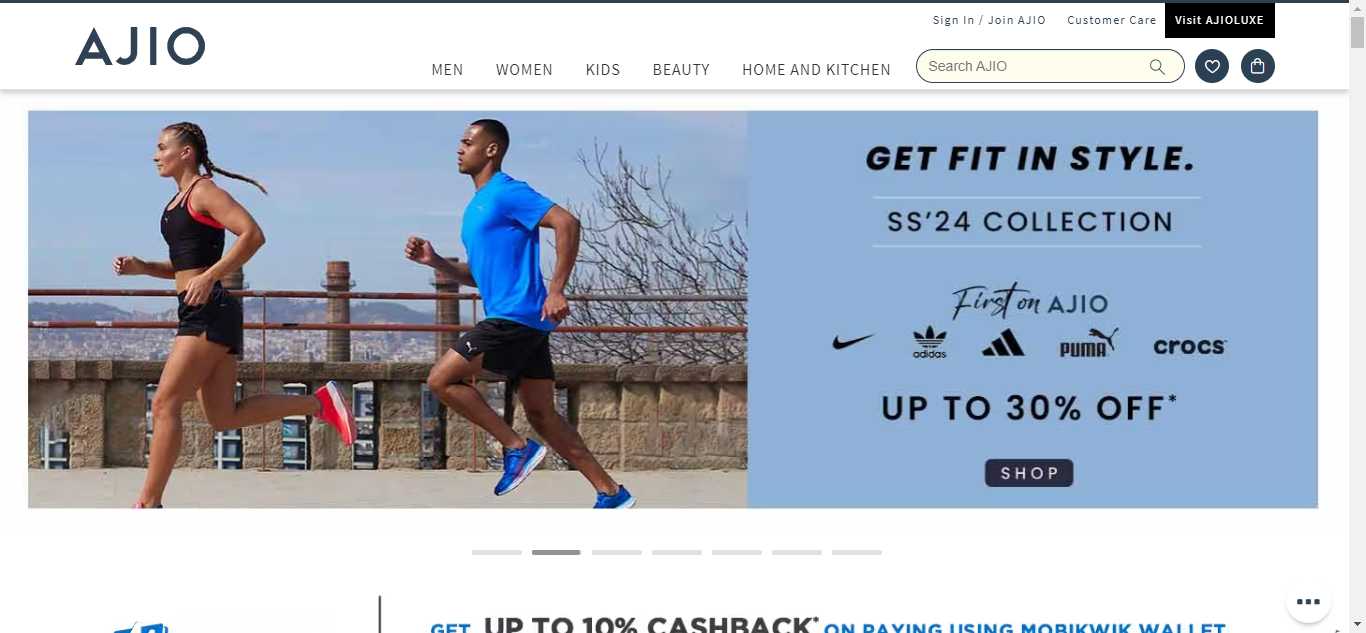 Sign In / Join AJIO
Customer Care
Visit AJIOLUXE
AJIO
MEN
WOMEN
KIDS
BEAUTY
HOME AND KITCHEN
Search AJIO
GET FIT IN STYLE.
SS'24 COLLECTION
First on AJIO
adidas
PUMA
crocs™
UP TO 30% OFF*
SHOP
GET UP TO 10% CASHBACK* ON PAYING USING MOBIKWIK WALLET